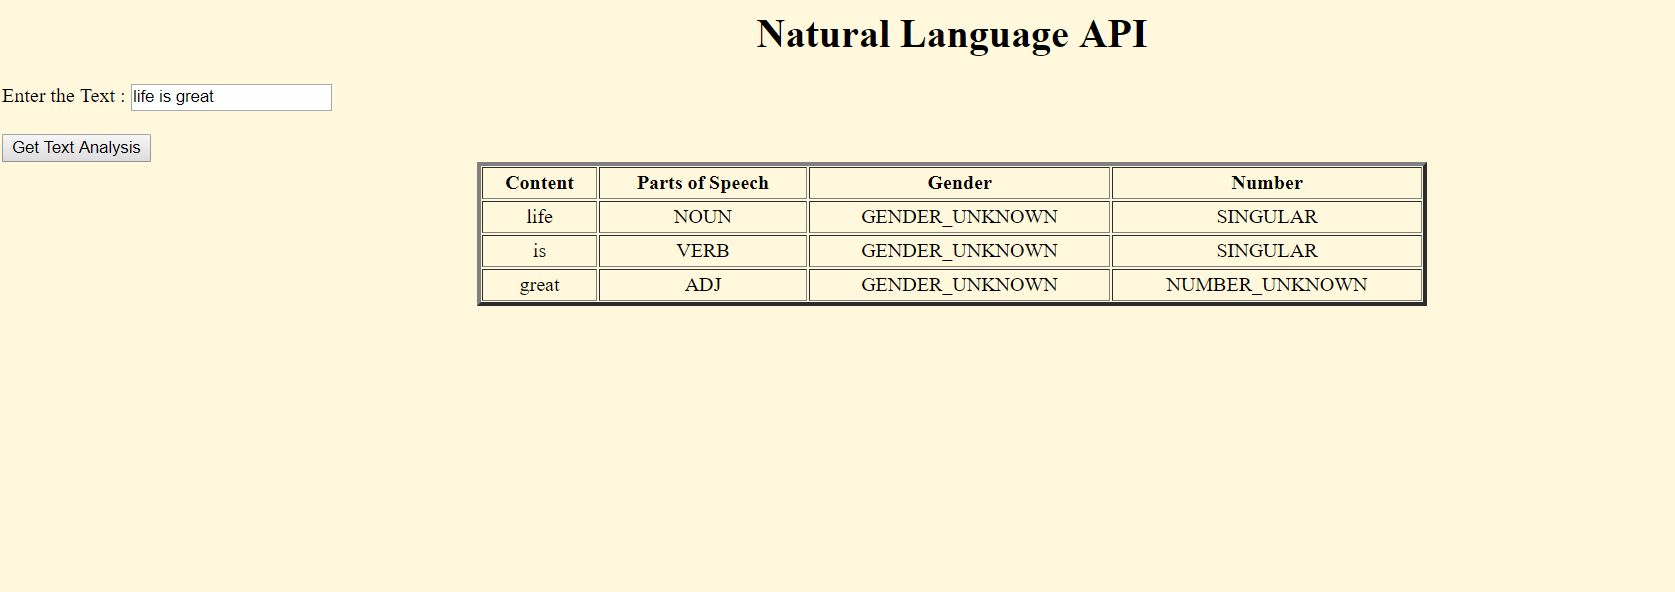 Natural Language API
Enter the Text : life is great
Get Text Analysis
Content Parts of Speech Gender Number
life NOUN GENDER_UNKNOWN SINGULAR
is VERB GENDER_UNKNOWN SINGULAR
great ADJ GENDER_UNKNOWN NUMBER_UNKNOWN